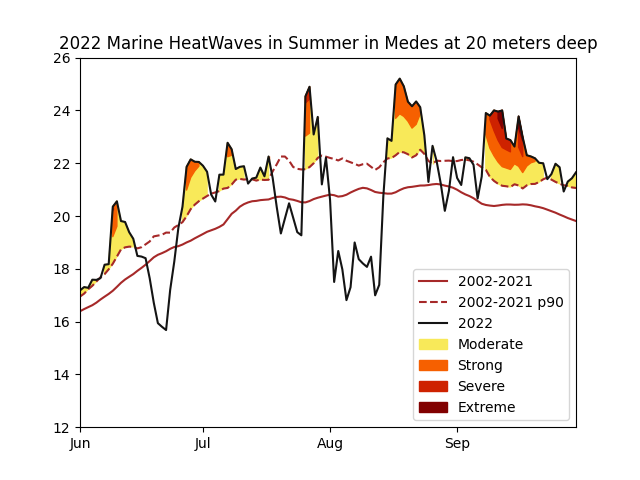 2022 Marine HeatWaves in Summer in Medes at 20 meters deep
26
24
22
20
18
16
14
12
Jun
Jul
Aug
Sep
2002-2021
2002-2021 p90
2022
Moderate
Strong
Severe
Extreme